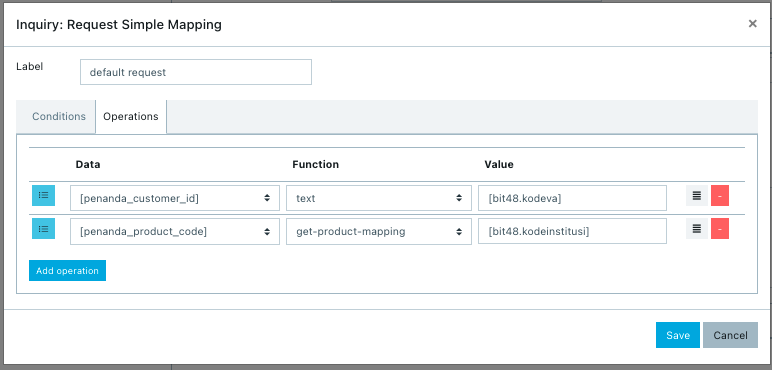 Inquiry: Request Simple Mapping ×
Label default request
Conditions Operations
Data Function Value
[penanda_customer_id] text [bit48.kodeva] -
[penanda_product_code] get-product-mapping [bit48.kodeinstitusi] -
Add operation
Save Cancel